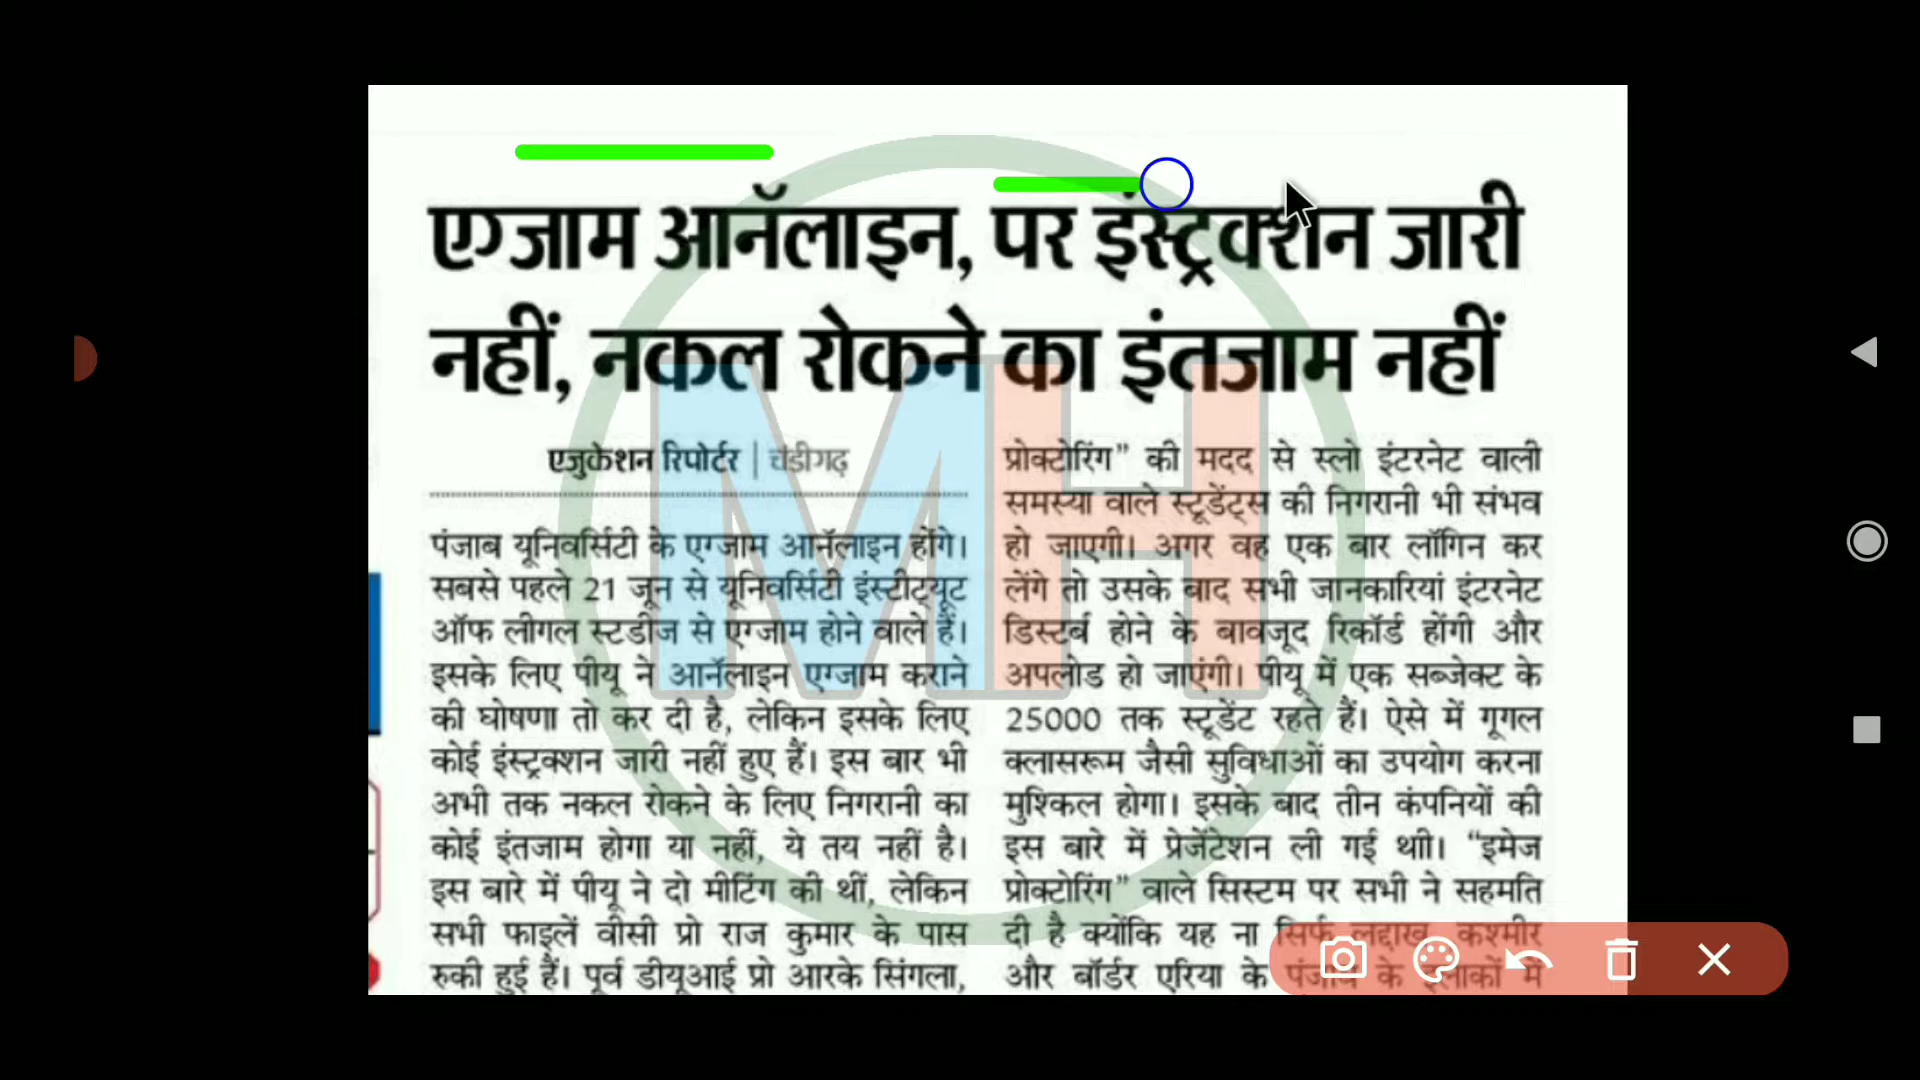 एग्जाम आनॅलाइन, पर इंस्ट्रक्शन जारी
नहीं, नकल रोकने का इंतजाम नहीं
एजुकेशन रिपोर्टर | चंडीगढ़
पंजाब यूनिवर्सिटी के एग्जाम आनॅलाइन होंगे।
सबसे पहले 21 जून से यूनिवर्सिटी इंस्टीट्यूट
ऑफ लीगल स्टडीज से एग्जाम होने वाले हैं।
इसके लिए पीयू ने आनॅलाइन एग्जाम कराने
की घोषणा तो कर दी है, लेकिन इसके लिए
कोई इंस्ट्रक्शन जारी नहीं हुए हैं। इस बार भी
अभी तक नकल रोकने के लिए निगरानी का
कोई इंतजाम होगा या नहीं, ये तय नहीं है।
इस बारे में पीयू ने दो मीटिंग की थीं, लेकिन
सभी फाइलें वीसी प्रो राज कुमार के पास
रुकी हुई हैं। पूर्व डीयूआई प्रो आरके सिंगला,
प्रोक्टोरिंग” की मदद से स्लो इंटरनेट वाली
समस्या वाले स्टूडेंट्स की निगरानी भी संभव
हो जाएगी। अगर वह एक बार लॉगिन कर
लेंगे तो उसके बाद सभी जानकारियां इंटरनेट
डिस्टर्ब होने के बावजूद रिकॉर्ड होंगी और
अपलोड हो जाएंगी। पीयू में एक सब्जेक्ट के
25000 तक स्टूडेंट रहते हैं। ऐसे में गूगल
क्लासरूम जैसी सुविधाओं का उपयोग करना
मुश्किल होगा। इसके बाद तीन कंपनियों की
इस बारे में प्रेजेंटेशन ली गई थी। “इमेज
प्रोक्टोरिंग” वाले सिस्टम पर सभी ने सहमति
दी है क्योंकि यह ना सिर्फ लद्दाख, कश्मीर
और बॉर्डर एरिया के पंजाब के इलाकों में
MH